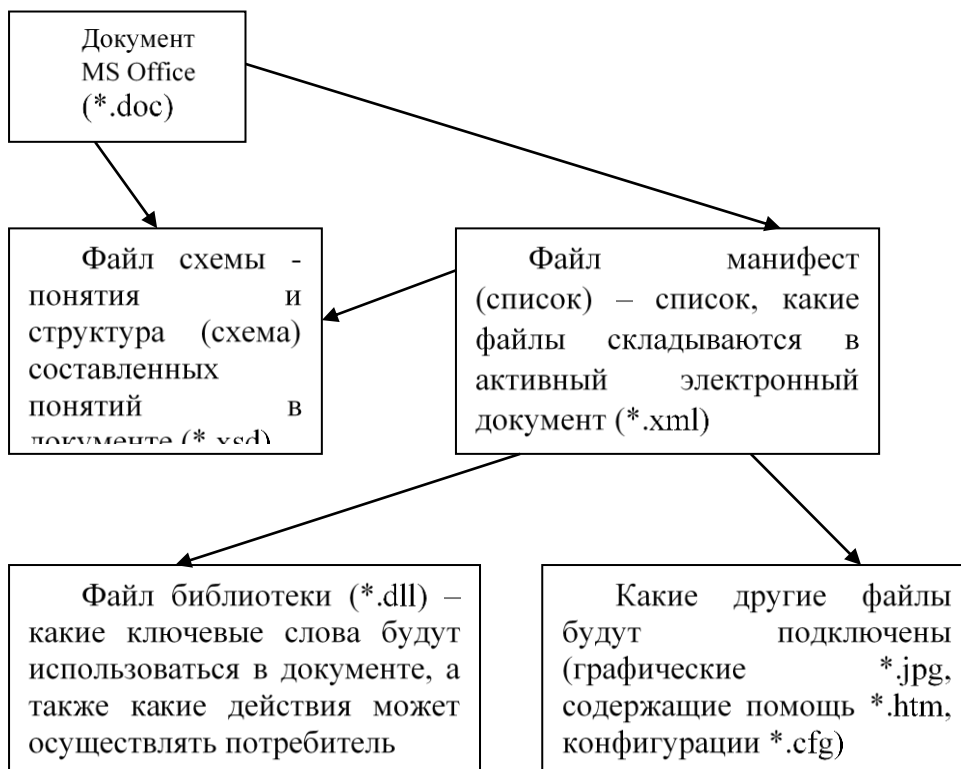 Документ
MS Office
(*.doc)
Файл схемы -
понятия и
структура (схема)
составленных
понятий в
документе (*.xsd)
Файл манифест
(список) – список, какие
файлы складываются в
активный электронный
документ (*.xml)
Файл библиотеки (*.dll) –
какие ключевые слова будут
использоваться в документе, а
также какие действия может
осуществлять потребитель
Какие другие файлы
будут подключены
(графические *.jpg,
содержащие помощь *.htm,
конфигурации *.cfg)